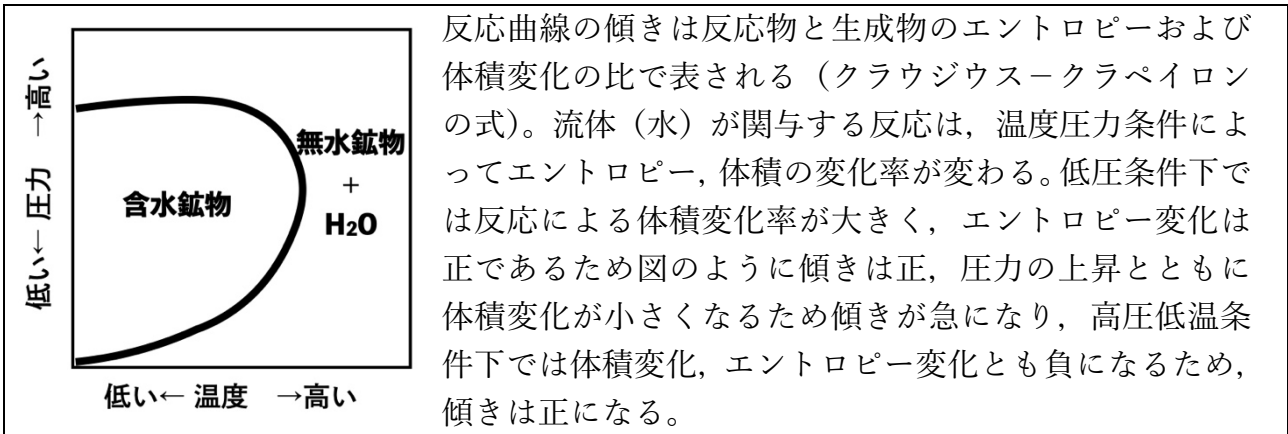 高い
→
圧力
←
低い
含水鉱物
無水鉱物
+
H2O
低い← 温度 →高い
反応曲線の傾きは反応物と生成物のエントロピーおよび
体積変化の比で表される（クラウジウス－クラペイロン
の式）。流体（水）が関与する反応は，温度圧力条件によ
ってエントロピー，体積の変化率が変わる。低圧条件下で
は反応による体積変化率が大きく，エントロピー変化は
正であるため図のように傾きは正，圧力の上昇とともに
体積変化が小さくなるため傾きが急になり，高圧低温条
件下では体積変化，エントロピー変化とも負になるため，
傾きは正になる。